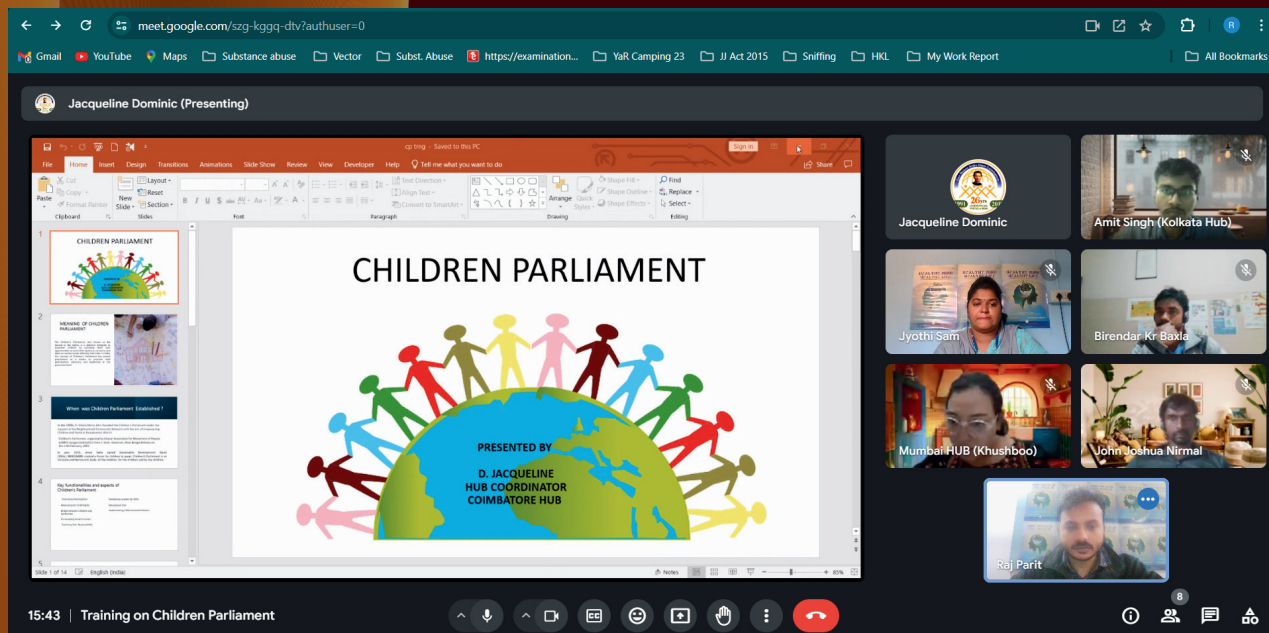 meet.google.com/szg-kggq-dtv?authuser=0
R
Gmail YouTube Maps Substance abuse Vector Subst. Abuse https://examination... YaR Camping 23 JJ Act 2015 Sniffing HKL My Work Report All Bookmarks
Jacqueline Dominic (Presenting)
cp tmg - Saved to this PC Sign in
File Home Insert Design Transitions Animations Slide Show Review View Developer Help Tell me what you want to do Share
Paste Cut Copy Format Painter
New Slide Layout Reset Section
Text Direction Align Text Convert to SmartArt
Arrange Quick Styles Shape Fill Shape Outline Shape Effects
Find Replace Select
Clipboard Slides Font Paragraph Drawing Editing
1
CHILDREN PARLIAMENT
2
MEANING OF CHILDREN
PARLIAMENT
3
When was Children Parliament Established ?
4
Key functionalities and aspects of
Children's Parliament
5
CHILDREN PARLIAMENT
PRESENTED BY
D. JACQUELINE
HUB COORDINATOR
COIMBATORE HUB
Slide 1 of 14 English (India) Notes 85%
Jacqueline Dominic
Amit Singh (Kolkata Hub)
Jyothi Sam
Birendar Kr Baxla
Mumbai HUB (Khushboo)
John Joshua Nirmal
Raj Parit
15:43 | Training on Children Parliament
CC
8